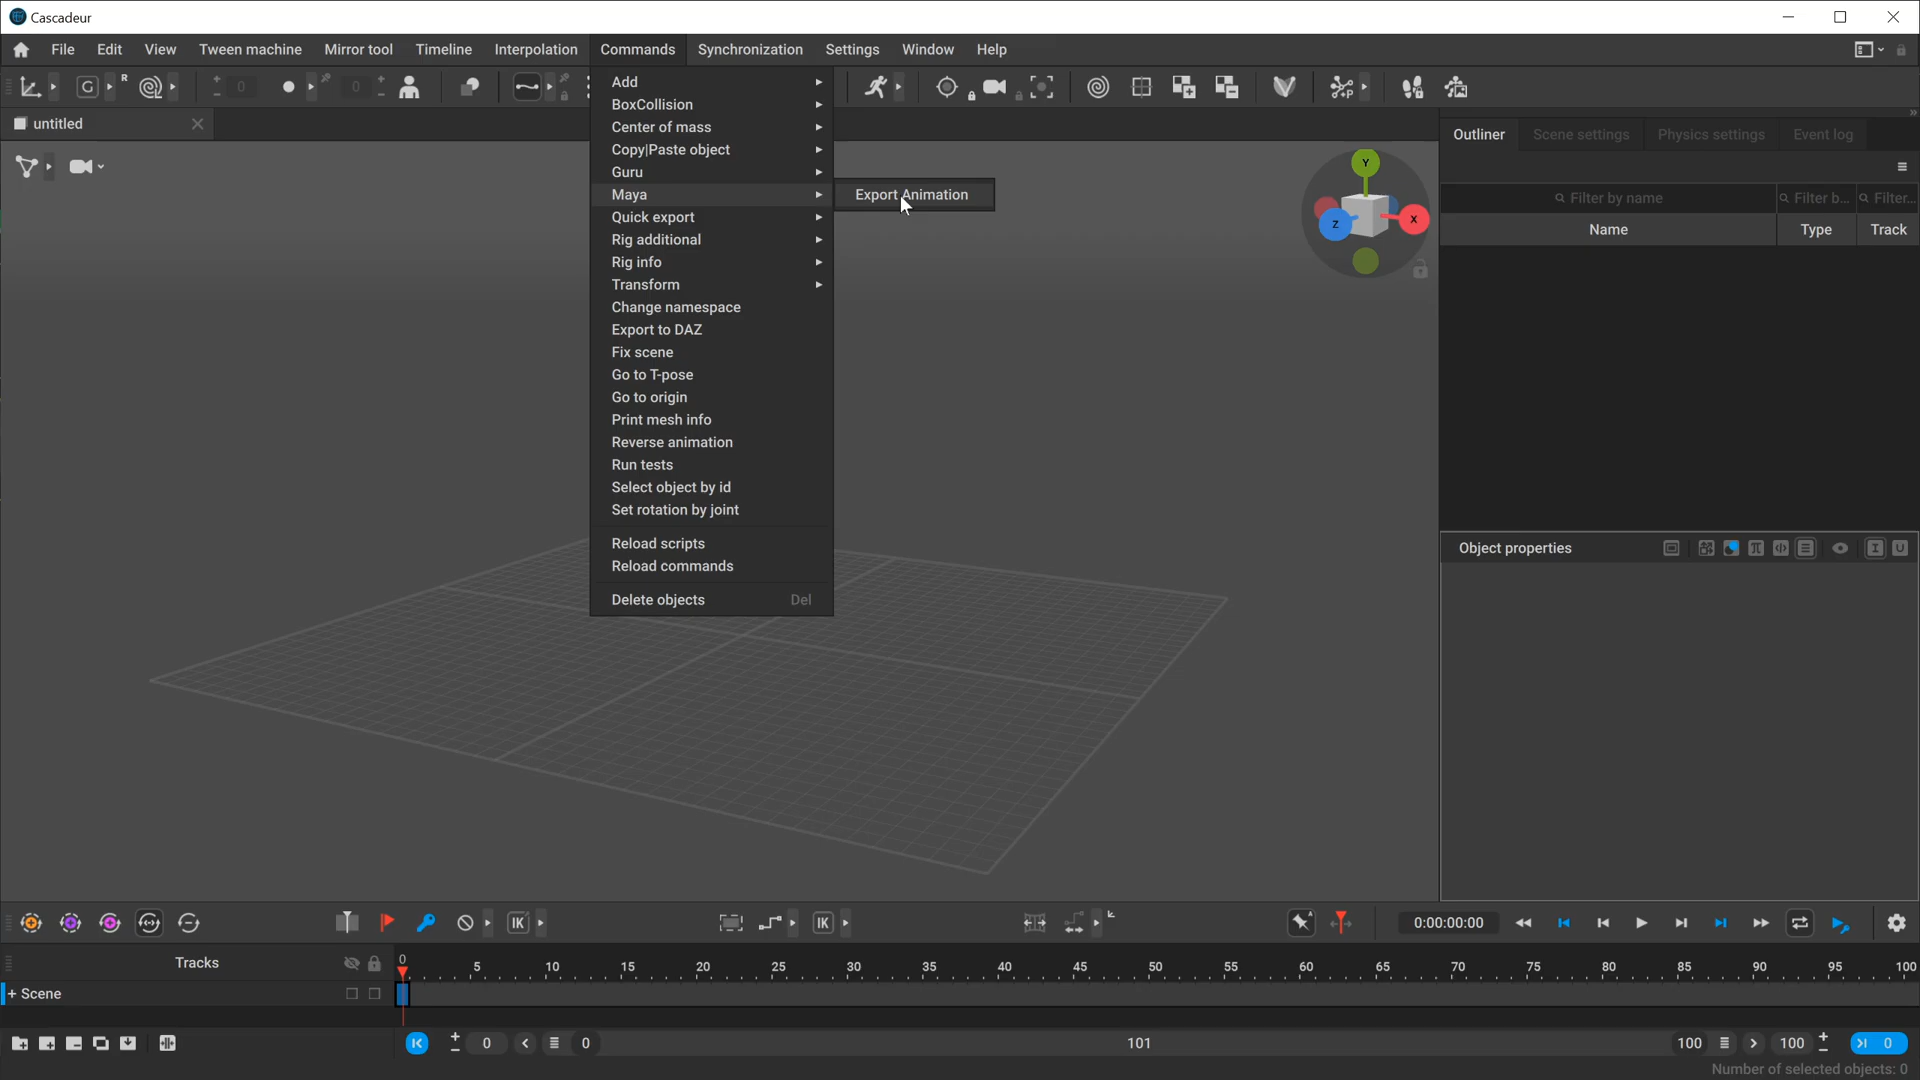 Cascadeur
File Edit View Tween machine Mirror tool Timeline Interpolation Commands Synchronization Settings Window Help
G R 0 0
untitled
Add
BoxCollision
Center of mass
Copy|Paste object
Guru
Maya
Export Animation
Quick export
Rig additional
Rig info
Transform
Change namespace
Export to DAZ
Fix scene
Go to T-pose
Go to origin
Print mesh info
Reverse animation
Run tests
Select object by id
Set rotation by joint
Reload scripts
Reload commands
Delete objects Del
Y
Z X
Outliner Scene settings Physics settings Event log
Filter by name Filter b... Filter...
Name Type Track
Object properties
IK IK 0:00:00:00
Tracks 0 5 10 15 20 25 30 35 40 45 50 55 60 65 70 75 80 85 90 95 100
+ Scene
0 0 101 100 100 0
Number of selected objects: 0